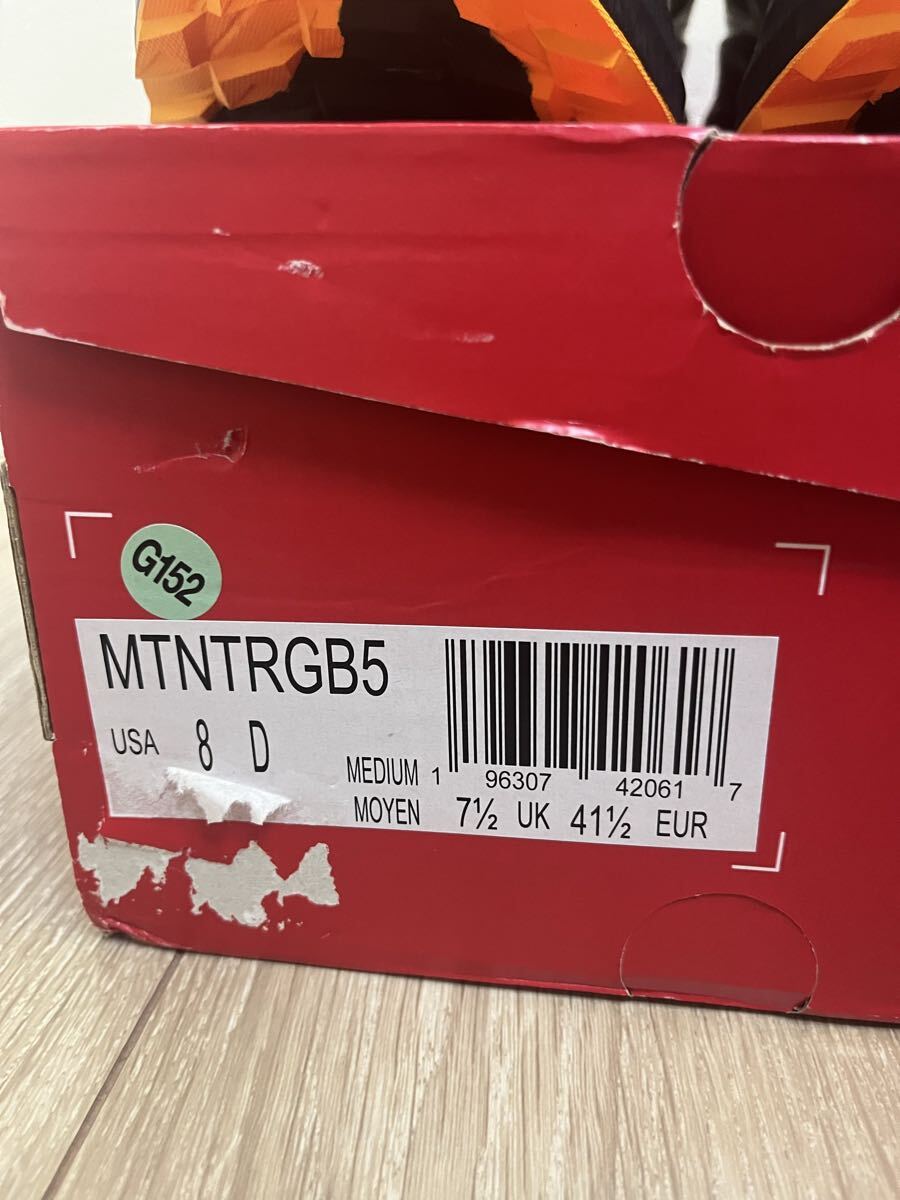 G152
MTNTRGB5
USA 8 D
MEDIUM 1 96307 42061 7
MOYEN 7½ UK 41½ EUR